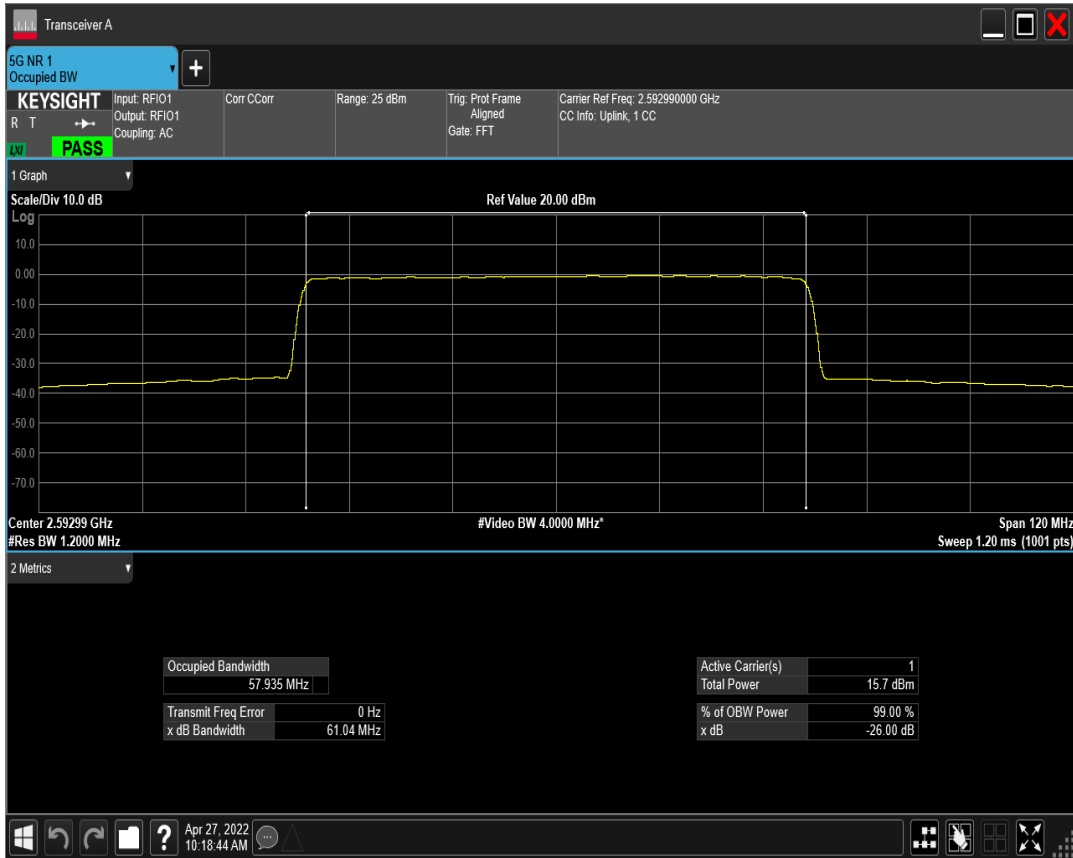 Transceiver A
5G NR 1
Occupied BW
KEYSIGHT
R T
LXI
PASS
Input: RFIO1
Output: RFIO1
Coupling: AC
Corr CCorr
Range: 25 dBm
Trig: Prot Frame
Aligned
Gate: FFT
Carrier Ref Freq: 2.592990000 GHz
CC Info: Uplink, 1 CC
1 Graph
Scale/Div 10.0 dB
Ref Value 20.00 dBm
Log
10.0
0.00
-10.0
-20.0
-30.0
-40.0
-50.0
-60.0
-70.0
Center 2.59299 GHz
#Video BW 4.0000 MHz*
Span 120 MHz
#Res BW 1.2000 MHz
Sweep 1.20 ms (1001 pts)
2 Metrics
Occupied Bandwidth
57.935 MHz
Transmit Freq Error 0 Hz
x dB Bandwidth 61.04 MHz
Active Carrier(s) 1
Total Power 15.7 dBm
% of OBW Power 99.00 %
x dB -26.00 dB
?
Apr 27, 2022
10:18:44 AM